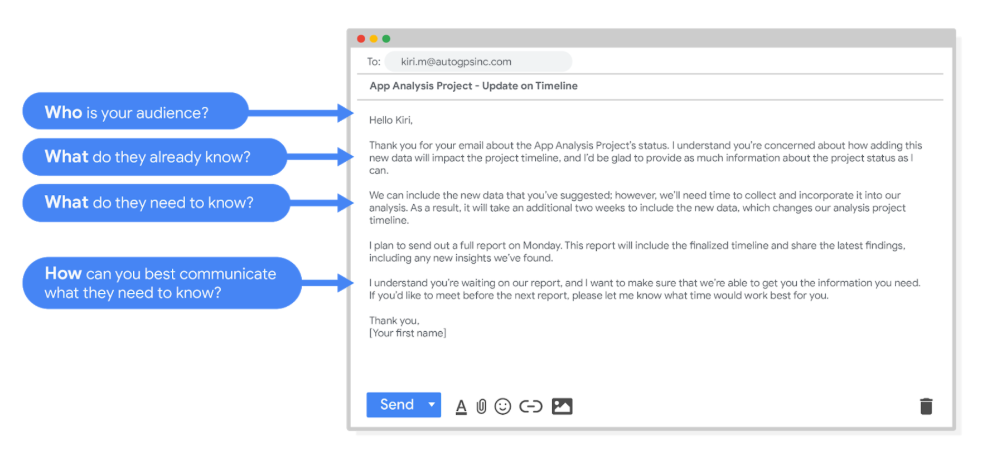 To: kiri.m@autogpsinc.com
App Analysis Project - Update on Timeline
Who is your audience?
Hello Kiri,
What do they already know?
Thank you for your email about the App Analysis Project's status. I understand you're concerned about how adding this
new data will impact the project timeline, and I'd be glad to provide as much information about the project status as I
can.
What do they need to know?
We can include the new data that you've suggested; however, we'll need time to collect and incorporate it into our
analysis. As a result, it will take an additional two weeks to include the new data, which changes our analysis project
timeline.
I plan to send out a full report on Monday. This report will include the finalized timeline and share the latest findings,
including any new insights we've found.
How can you best communicate
what they need to know?
I understand you're waiting on our report, and I want to make sure that we're able to get you the information you need.
If you'd like to meet before the next report, please let me know what time would work best for you.
Thank you,
[Your first name]
Send
A